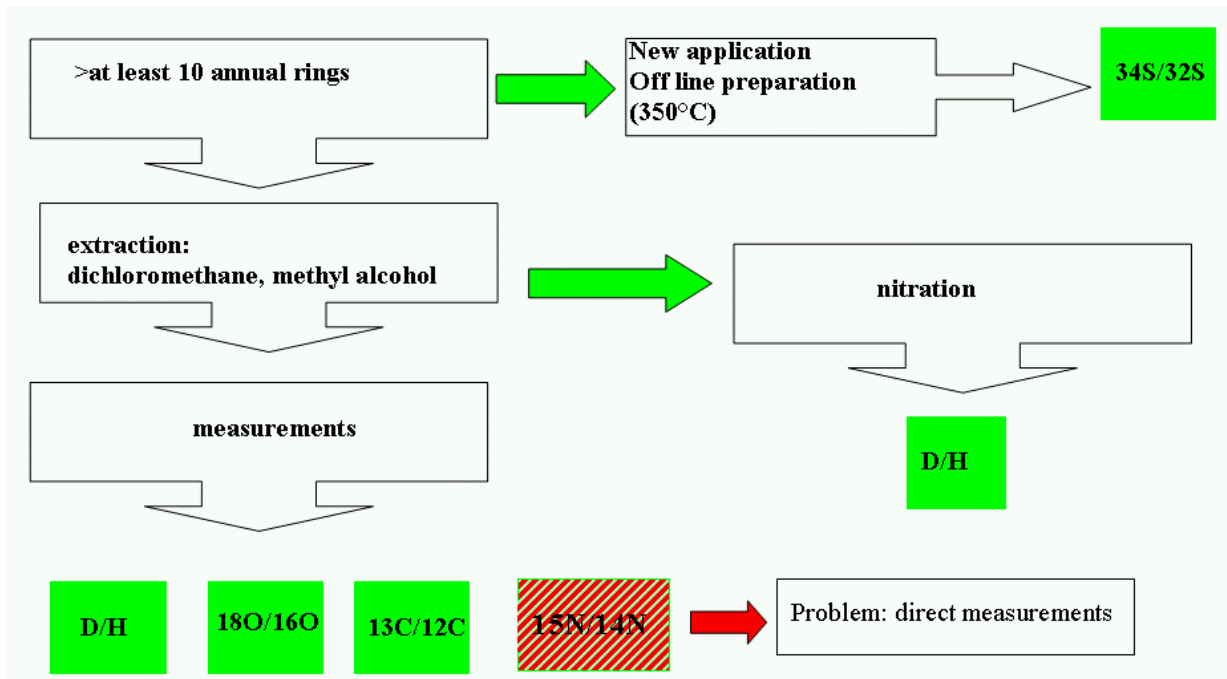 >at least 10 annual rings
New application
Off line preparation
(350°C)
34S/32S
extraction:
dichloromethane, methyl alcohol
nitration
measurements
D/H
D/H
18O/16O
13C/12C
15N/14N
Problem: direct measurements